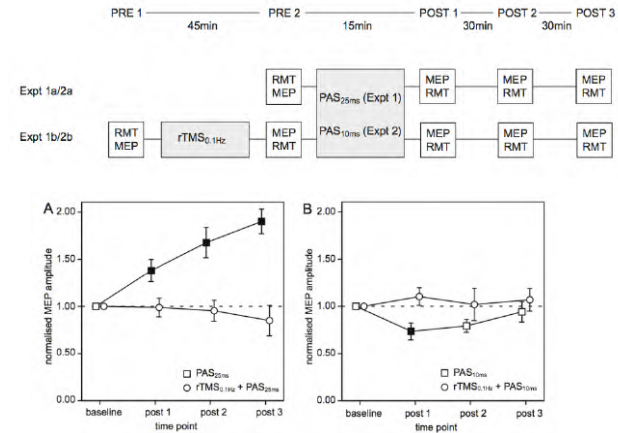 PRE 1 PRE 2 POST 1 POST 2 POST 3
45min 15min 30min 30min
Expt 1a/2a
RMT MEP MEP MEP
MEP RMT RMT RMT
PAS25ms (Expt 1)
Expt 1b/2b
RMT MEP
rTMS0.1Hz
MEP RMT
PAS10ms (Expt 2)
MEP RMT
MEP RMT
MEP RMT
A
normalised MEP amplitude
2.00
1.50
1.00
0.50
0.00
PAS25ms
rTMS0.1Hz + PAS25ms
baseline post 1 post 2 post 3
time point
B
normalised MEP amplitude
2.00
1.50
1.00
0.50
0.00
PAS10ms
rTMS0.1Hz + PAS10ms
baseline post 1 post 2 post 3
time point